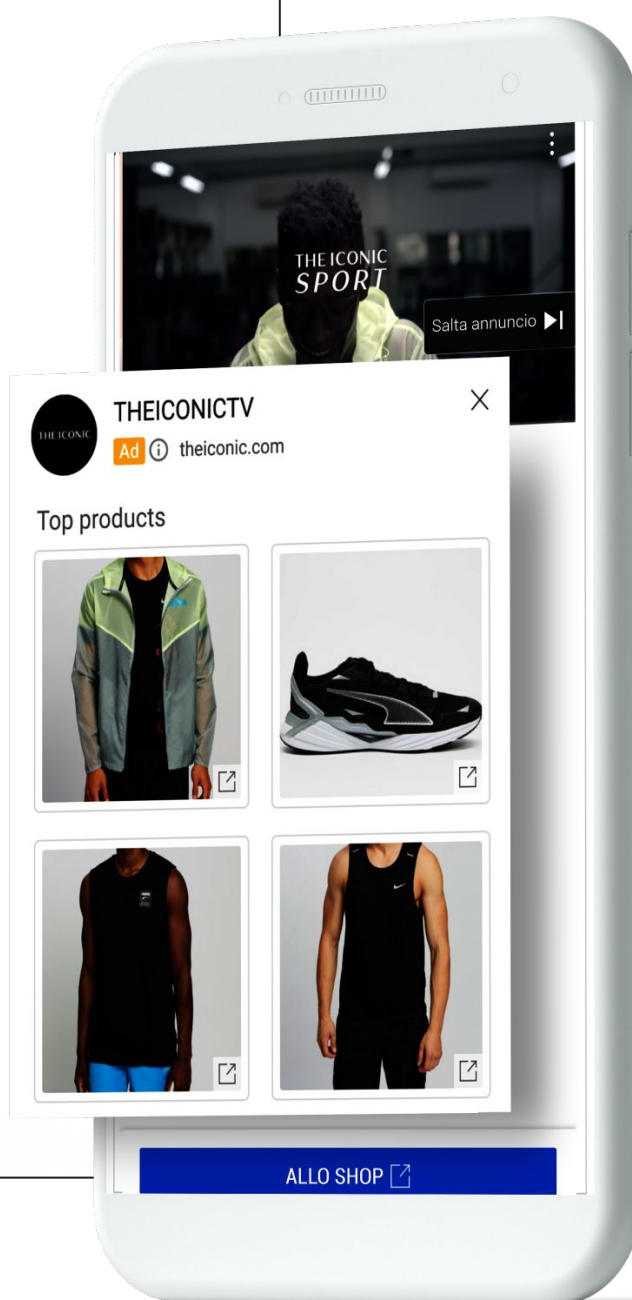 THE ICONIC
SPORT
Salta annuncio
THE ICONIC
THEICONICTV
Ad theiconic.com
Top products
ALLO SHOP